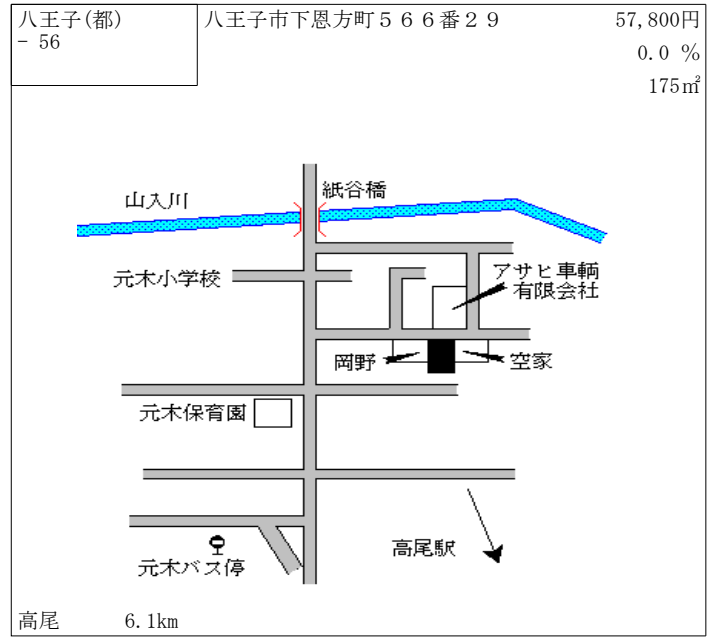 八王子(都)
- 56
八王子市下恩方町５６６番２９
57,800円
0.0 %
175㎡
山入川
紙谷橋
元木小学校
アサヒ車輌
有限会社
岡野
空家
元木保育園
高尾駅
元木バス停
高尾 6.1km